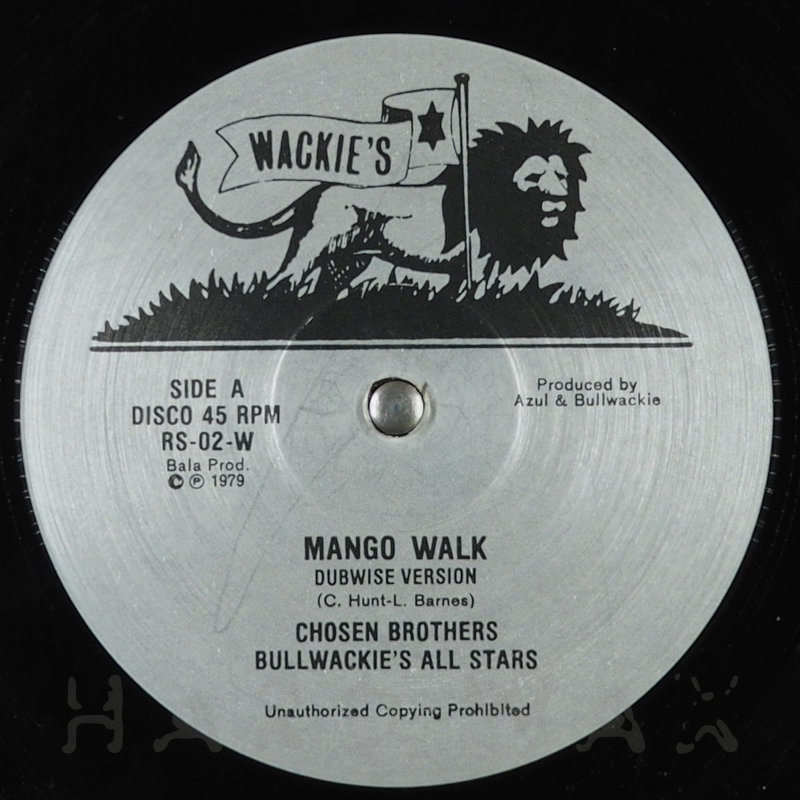 WACKIE'S
SIDE A
DISCO 45 RPM
RS-02-W
Bala Prod.
© ℗ 1979
Produced by
Azul & Bullwackie
MANGO WALK
DUBWISE VERSION
(C. Hunt-L. Barnes)
CHOSEN BROTHERS
BULLWACKIE'S ALL STARS
Unauthorized Copying Prohibited